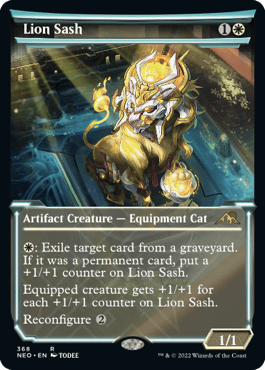 Lion Sash 1
Artifact Creature — Equipment Cat
: Exile target card from a graveyard.
If it was a permanent card, put a
+1/+1 counter on Lion Sash.
Equipped creature gets +1/+1 for
each +1/+1 counter on Lion Sash.
Reconfigure 2
1/1
368 R
NEO • EN TODEE
™ & © 2022 Wizards of the Coast